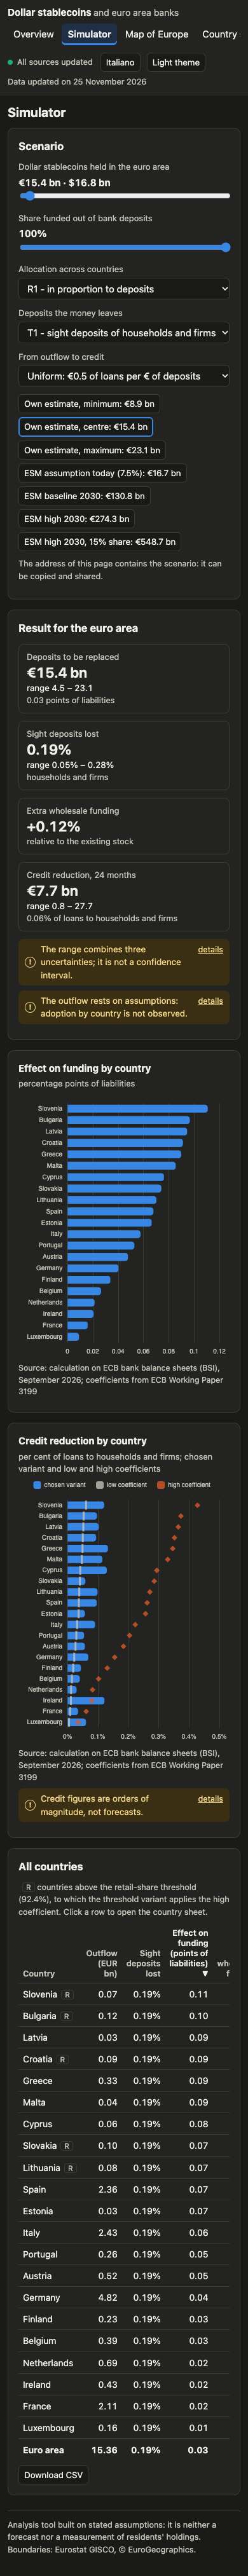 Dollar stablecoins and euro area banks
Overview Simulator Map of Europe Country
All sources updated Italiano Light theme
Data updated on 25 November 2026
Simulator
Scenario
Dollar stablecoins held in the euro area
€15.4 bn · $16.8 bn
Share funded out of bank deposits
100%
Allocation across countries
R1 - in proportion to deposits
Deposits the money leaves
T1 - sight deposits of households and firms
From outflow to credit
Uniform: €0.5 of loans per € of deposits
Own estimate, minimum: €8.9 bn
Own estimate, centre: €15.4 bn
Own estimate, maximum: €23.1 bn
ESM assumption today (7.5%): €16.7 bn
ESM baseline 2030: €130.8 bn
ESM high 2030: €274.3 bn
ESM high 2030, 15% share: €548.7 bn
The address of this page contains the scenario: it can
be copied and shared.
Result for the euro area
Deposits to be replaced
€15.4 bn
range 4.5 – 23.1
0.03 points of liabilities
Sight deposits lost
0.19%
range 0.05% – 0.28%
households and firms
Extra wholesale funding
+0.12%
relative to the existing stock
Credit reduction, 24 months
€7.7 bn
range 0.8 – 27.7
0.06% of loans to households and firms
The range combines three details
uncertainties; it is not a confidence
interval.
The outflow rests on assumptions: details
adoption by country is not observed.
Effect on funding by country
percentage points of liabilities
Slovenia
Bulgaria
Latvia
Croatia
Greece
Malta
Cyprus
Slovakia
Lithuania
Spain
Estonia
Italy
Portugal
Austria
Germany
Finland
Belgium
Netherlands
Ireland
France
Luxembourg
0 0.02 0.04 0.06 0.08 0.1 0.12
Source: calculation on ECB bank balance sheets (BSI),
September 2026; coefficients from ECB Working Paper
3199
Credit reduction by country
per cent of loans to households and firms; chosen
variant and low and high coefficients
chosen variant low coefficient high coefficient
Slovenia
Bulgaria
Latvia
Croatia
Greece
Malta
Cyprus
Slovakia
Lithuania
Spain
Estonia
Italy
Portugal
Austria
Germany
Finland
Belgium
Netherlands
Ireland
France
Luxembourg
0% 0.1% 0.2% 0.3% 0.4% 0.5%
Source: calculation on ECB bank balance sheets (BSI),
September 2026; coefficients from ECB Working Paper
3199
Credit figures are orders of details
magnitude, not forecasts.
All countries
R countries above the retail-share threshold
(92.4%), to which the threshold variant applies the high
coefficient. Click a row to open the country sheet.
Effect on
funding
Outflow Sight (points of
(EUR deposits liabilities) wh
Country bn) lost ▼ f
Slovenia R 0.07 0.19% 0.11
Bulgaria R 0.12 0.19% 0.10
Latvia 0.03 0.19% 0.09
Croatia R 0.09 0.19% 0.09
Greece 0.33 0.19% 0.09
Malta 0.04 0.19% 0.09
Cyprus 0.06 0.19% 0.08
Slovakia R 0.10 0.19% 0.07
Lithuania R 0.08 0.19% 0.07
Spain 2.36 0.19% 0.07
Estonia 0.03 0.19% 0.07
Italy 2.43 0.19% 0.06
Portugal 0.26 0.19% 0.05
Austria 0.52 0.19% 0.05
Germany 4.82 0.19% 0.04
Finland 0.23 0.19% 0.03
Belgium 0.39 0.19% 0.03
Netherlands 0.69 0.19% 0.02
Ireland 0.43 0.19% 0.02
France 2.11 0.19% 0.02
Luxembourg 0.16 0.19% 0.01
Euro area 15.36 0.19% 0.03
Download CSV
Analysis tool built on stated assumptions: it is neither a
forecast nor a measurement of residents' holdings.
Boundaries: Eurostat GISCO, © EuroGeographics.